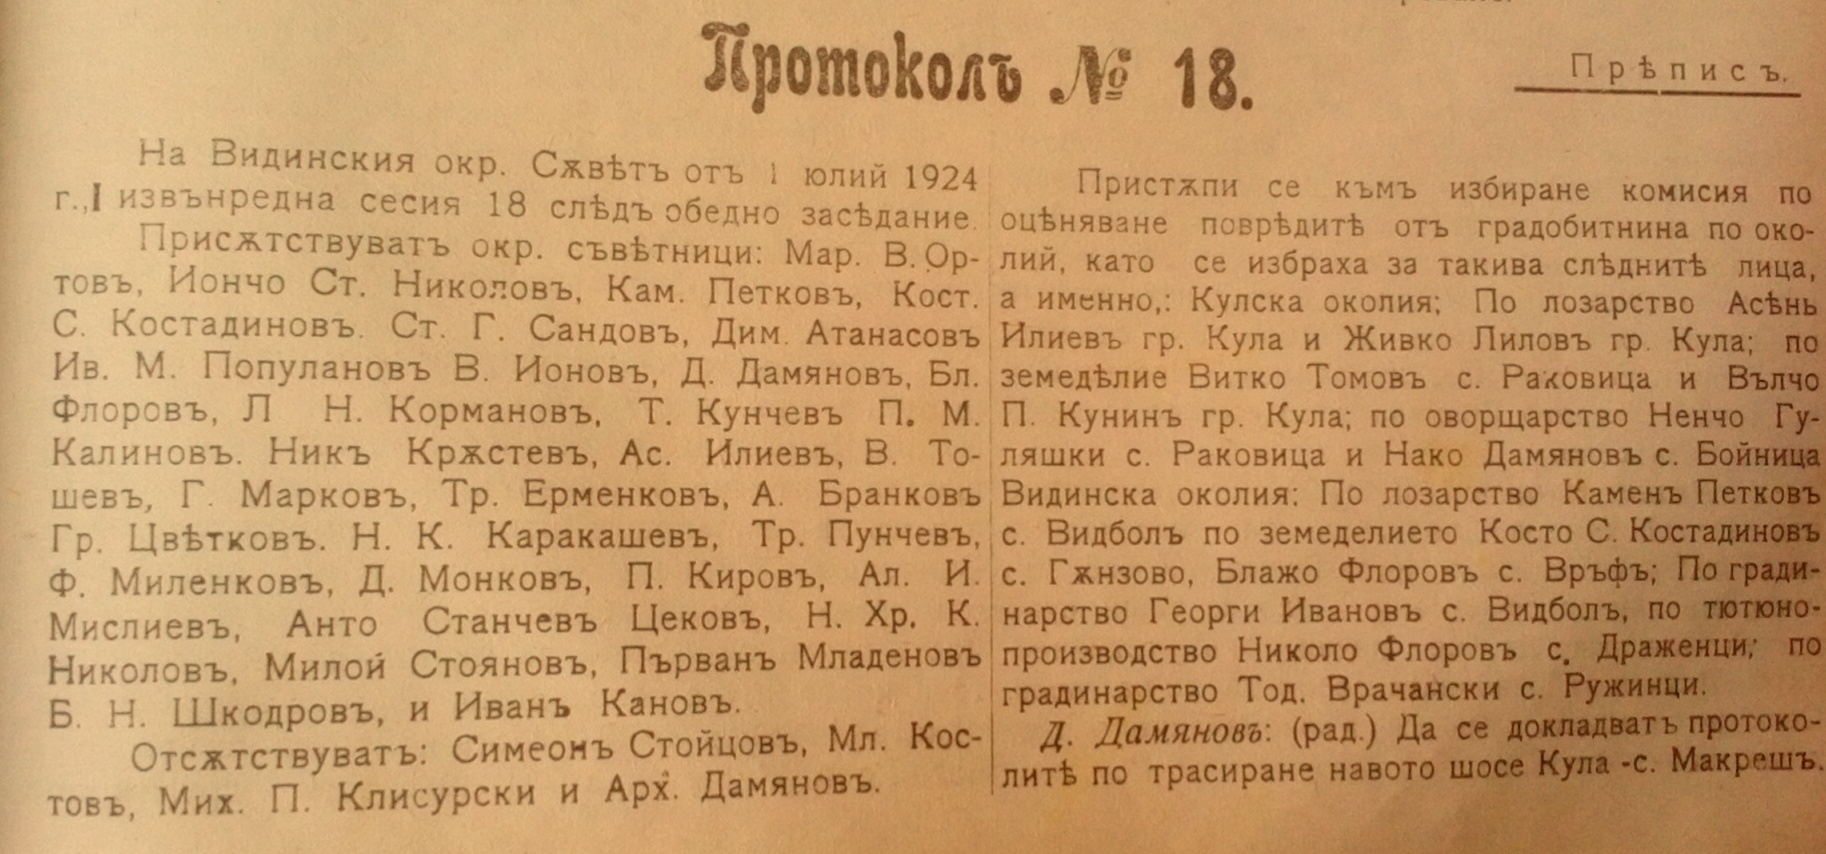 Протоколъ № 18.
Прѣписъ.
На Видинския окр. Сѫвѣтъ отъ 1 юлий 1924
г., I извънредна сесия 18 слѣдъ обедно засѣдание.
Присѫтствуватъ окр. съвѣтници: Мар. В. Ор-
товъ, Йончо Ст. Николовъ, Кам. Петковъ, Кост.
С. Костадиновъ. Ст. Г. Сандовъ, Дим. Атанасовъ
Ив. М. Популановъ В. Ионовъ, Д. Дамяновъ, Бл.
Флоровъ, Л Н. Кормановъ, Т. Кунчевъ П. М.
Калиновъ. Никъ Крѫстевъ, Ас. Илиевъ, В. То-
шевъ, Г. Марковъ, Тр. Ерменковъ, А. Бранковъ
Гр. Цвѣтковъ. Н. К. Каракашевъ, Тр. Пунчевъ,
Ф. Миленковъ, Д. Монковъ, П. Кировъ, Ал. И.
Мислиевъ, Анто Станчевъ Цековъ, Н. Хр. К.
Николовъ, Милой Стояновъ, Първанъ Младеновъ
Б. Н. Шкодровъ, и Иванъ Кановъ.
Отсѫтствуватъ: Симеонъ Стойцовъ, Мл. Кос-
товъ, Мих. П. Клисурски и Арх. Дамяновъ.
Пристѫпи се къмъ избиране комисия по
оцѣняване поврѣдитѣ отъ градобитнина по око-
лий, като се избраха за такива слѣднитѣ лица,
а именно,: Кулска околия; По лозарство Асѣнь
Илиевъ гр. Кула и Живко Лиловъ гр. Кула; по
земедѣлие Витко Томовъ с. Раковица и Вълчо
П. Кунинъ гр. Кула; по оворщарство Ненчо Гу-
ляшки с. Раковица и Нако Дамяновъ с. Бойница
Видинска околия: По лозарство Каменъ Петковъ
с. Видболъ по земеделието Косто С. Костадиновъ
с. Гѫнзово, Блажо Флоровъ с. Връфъ; По гради-
нарство Георги Ивановъ с. Видболъ, по тютюно-
производство Николо Флоровъ с. Драженци; по
градинарство Тод. Врачански с. Ружинци.
Д. Дамяновъ: (рад.) Да се докладватъ протоко-
литѣ по трасиране навото шосе Кула -с. Макрешъ.